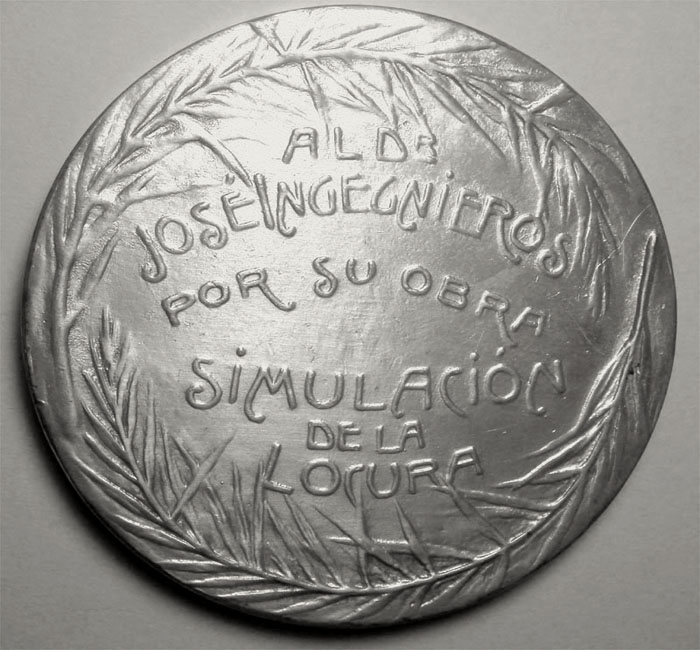 AL DR
JOSÉ INGEGNIEROS
POR SU OBRA
SIMULACIÓN
DE LA
LOCURA